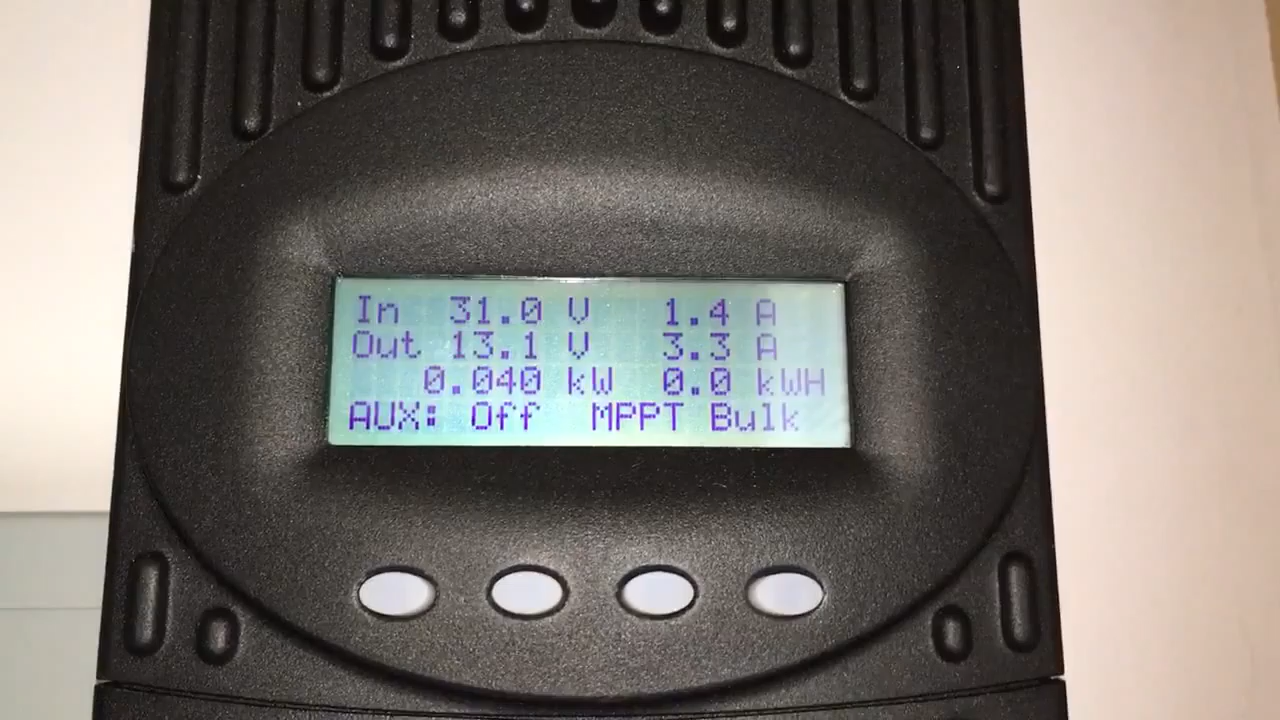 In 31.0 V 1.4 A
Out 13.1 V 3.3 A
0.040 kW 0.0 kWH
AUX: Off MPPT Bulk